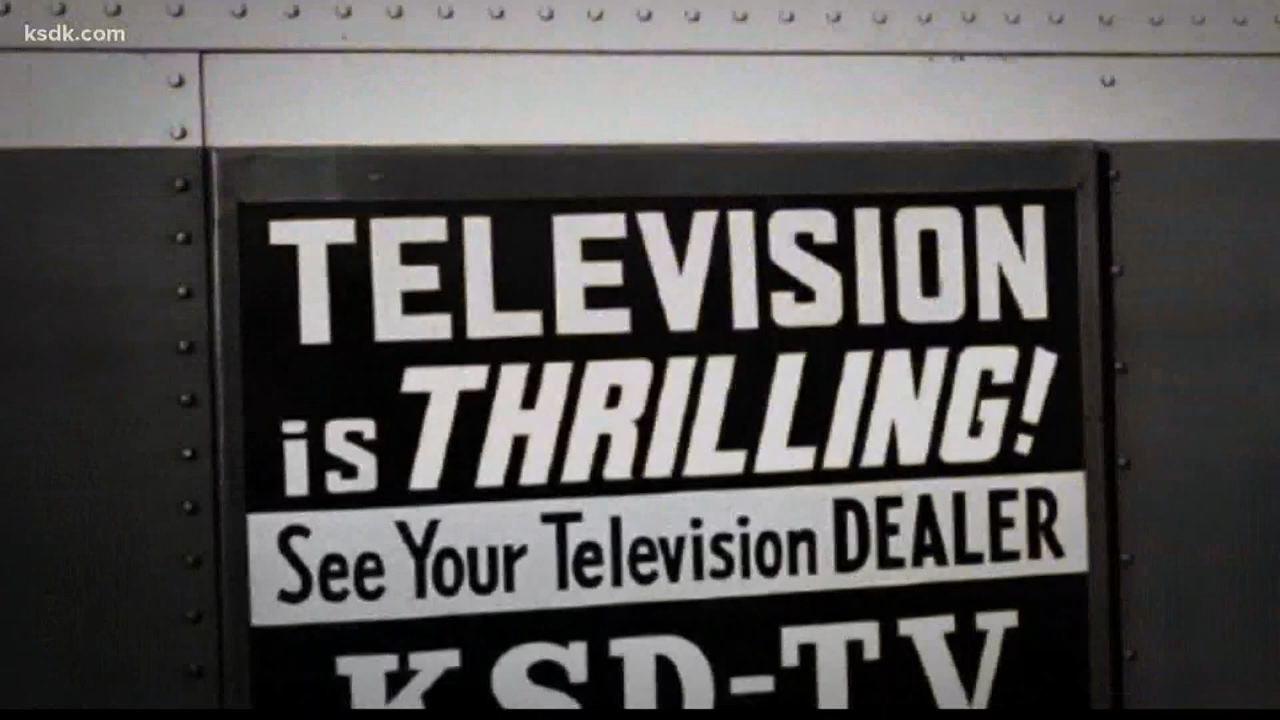 ksdk.com
TELEVISION
is THRILLING!
See Your Television DEALER
KSD-TV